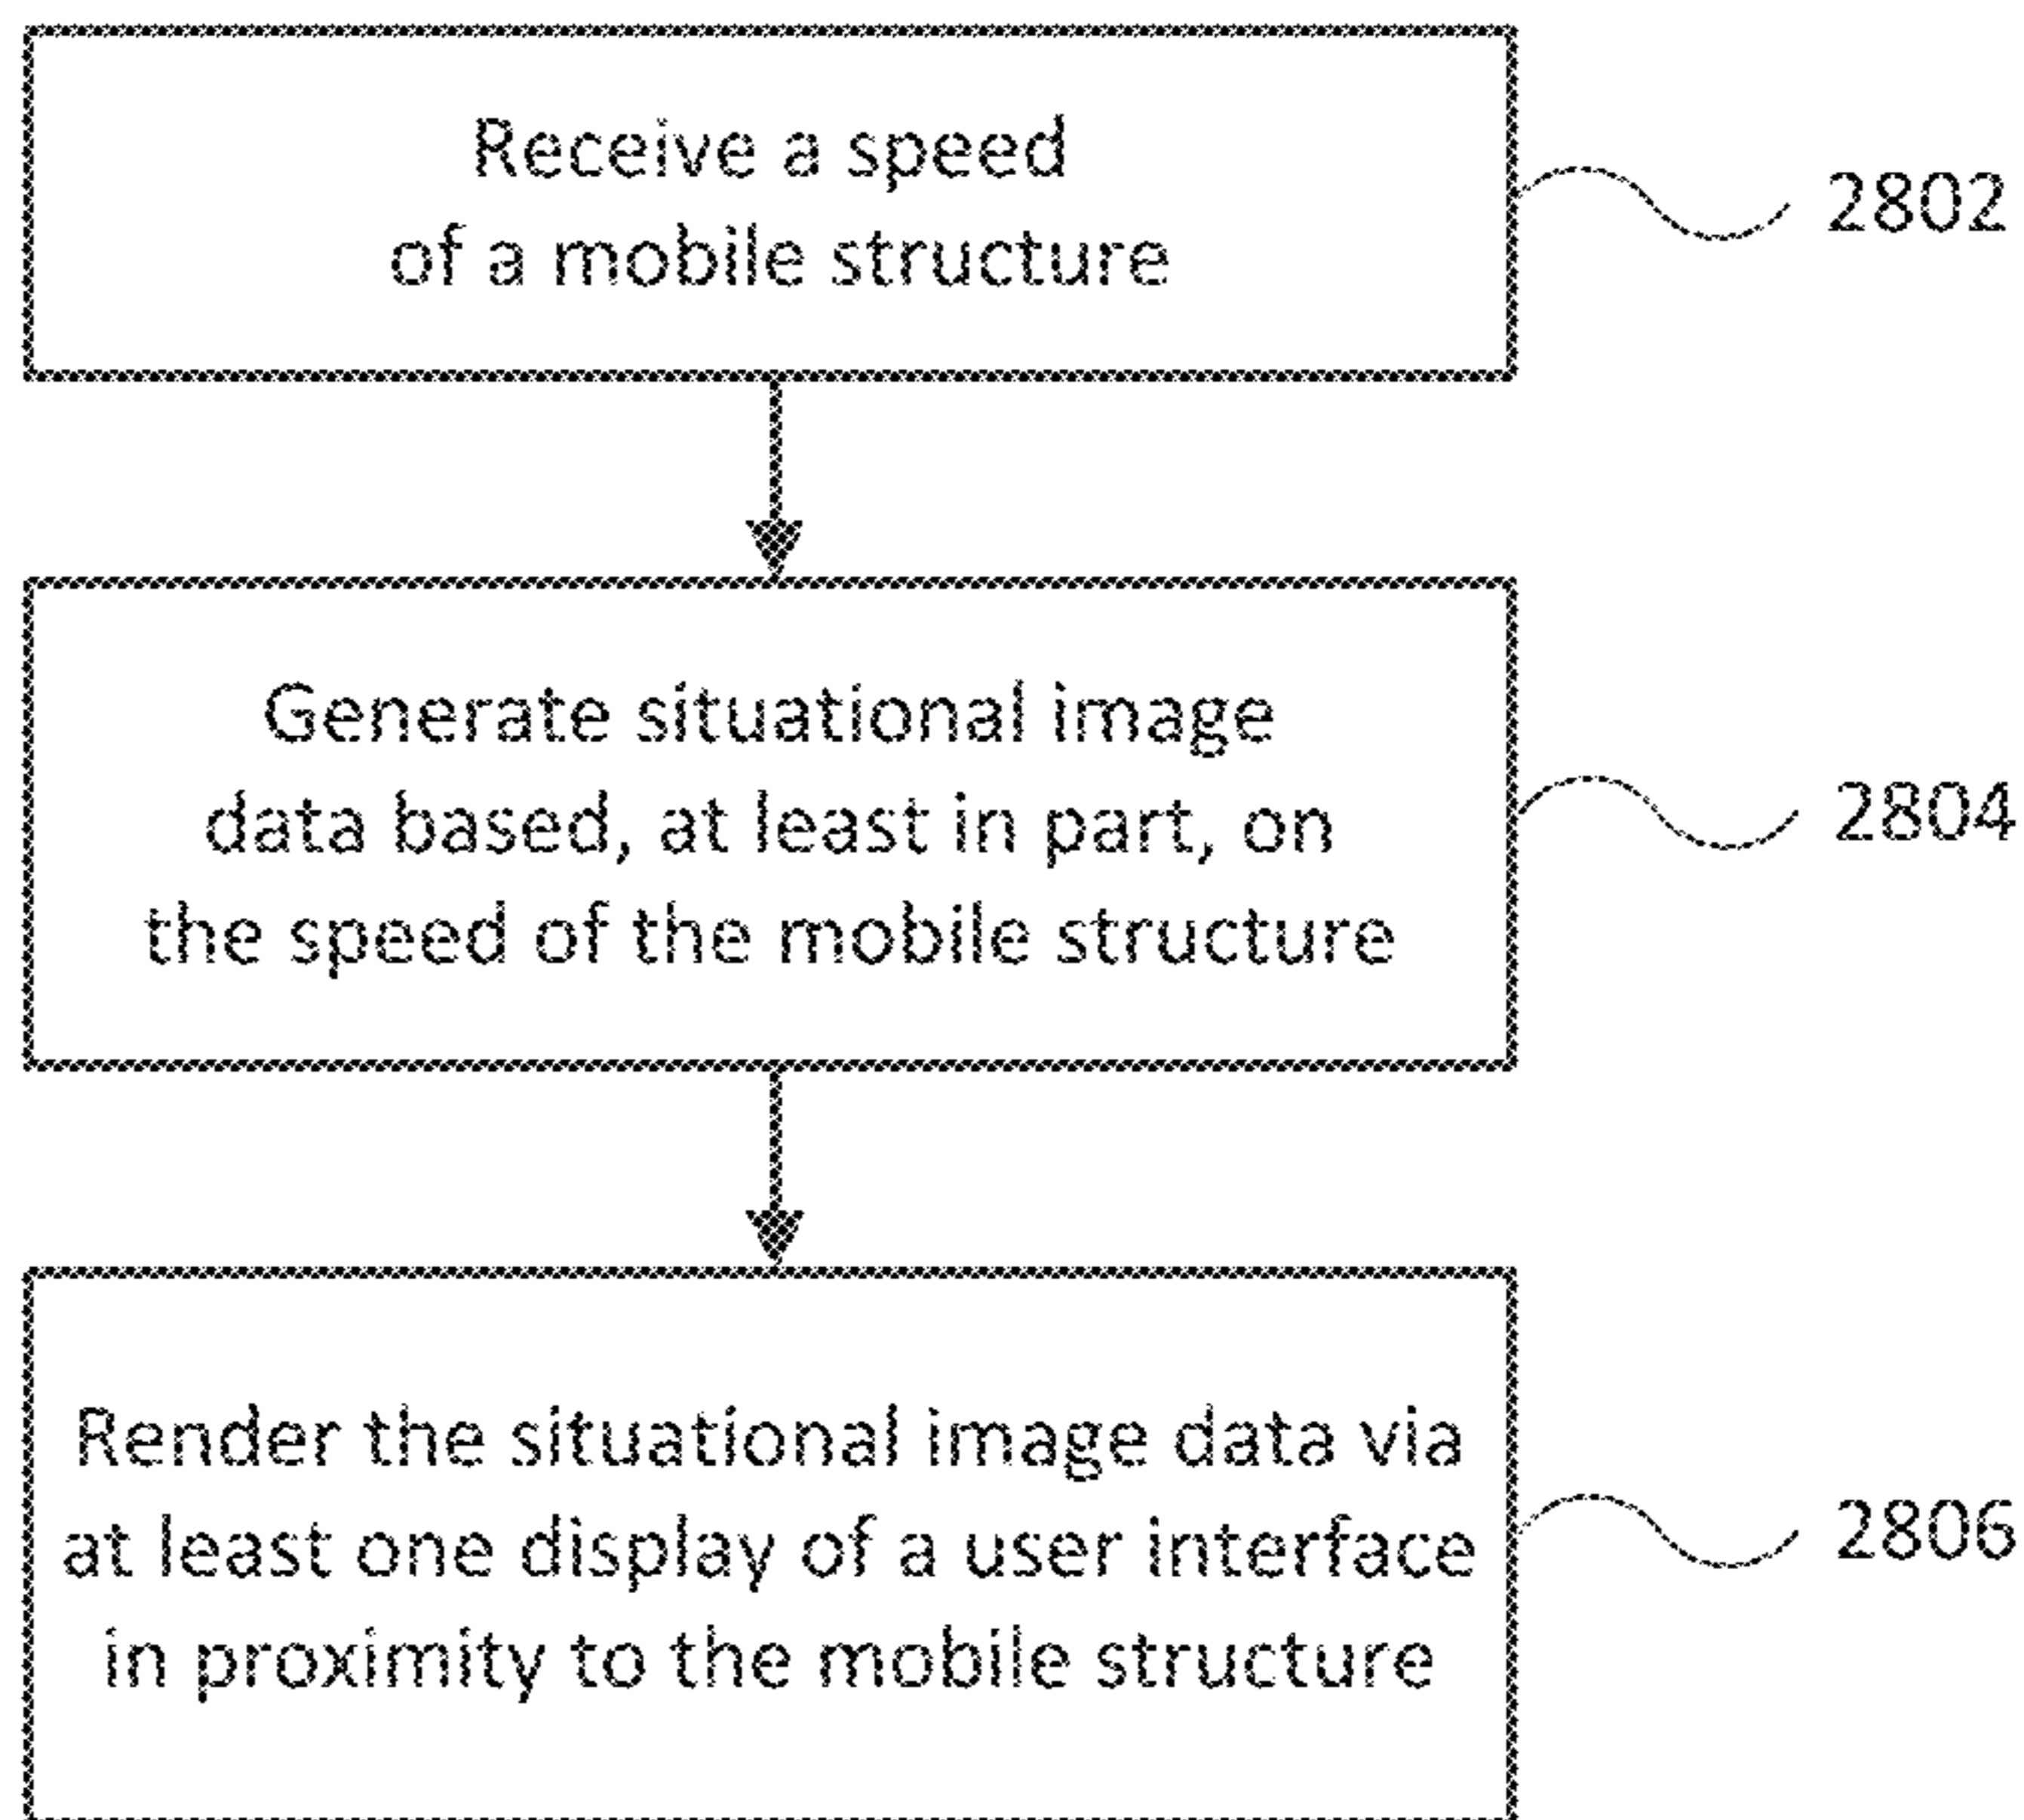 Receive a speed
of a mobile structure
2802
Generate situational image
data based, at least in part, on
the speed of the mobile structure
2804
Render the situational image data via
at least one display of a user interface
in proximity to the mobile structure
2806